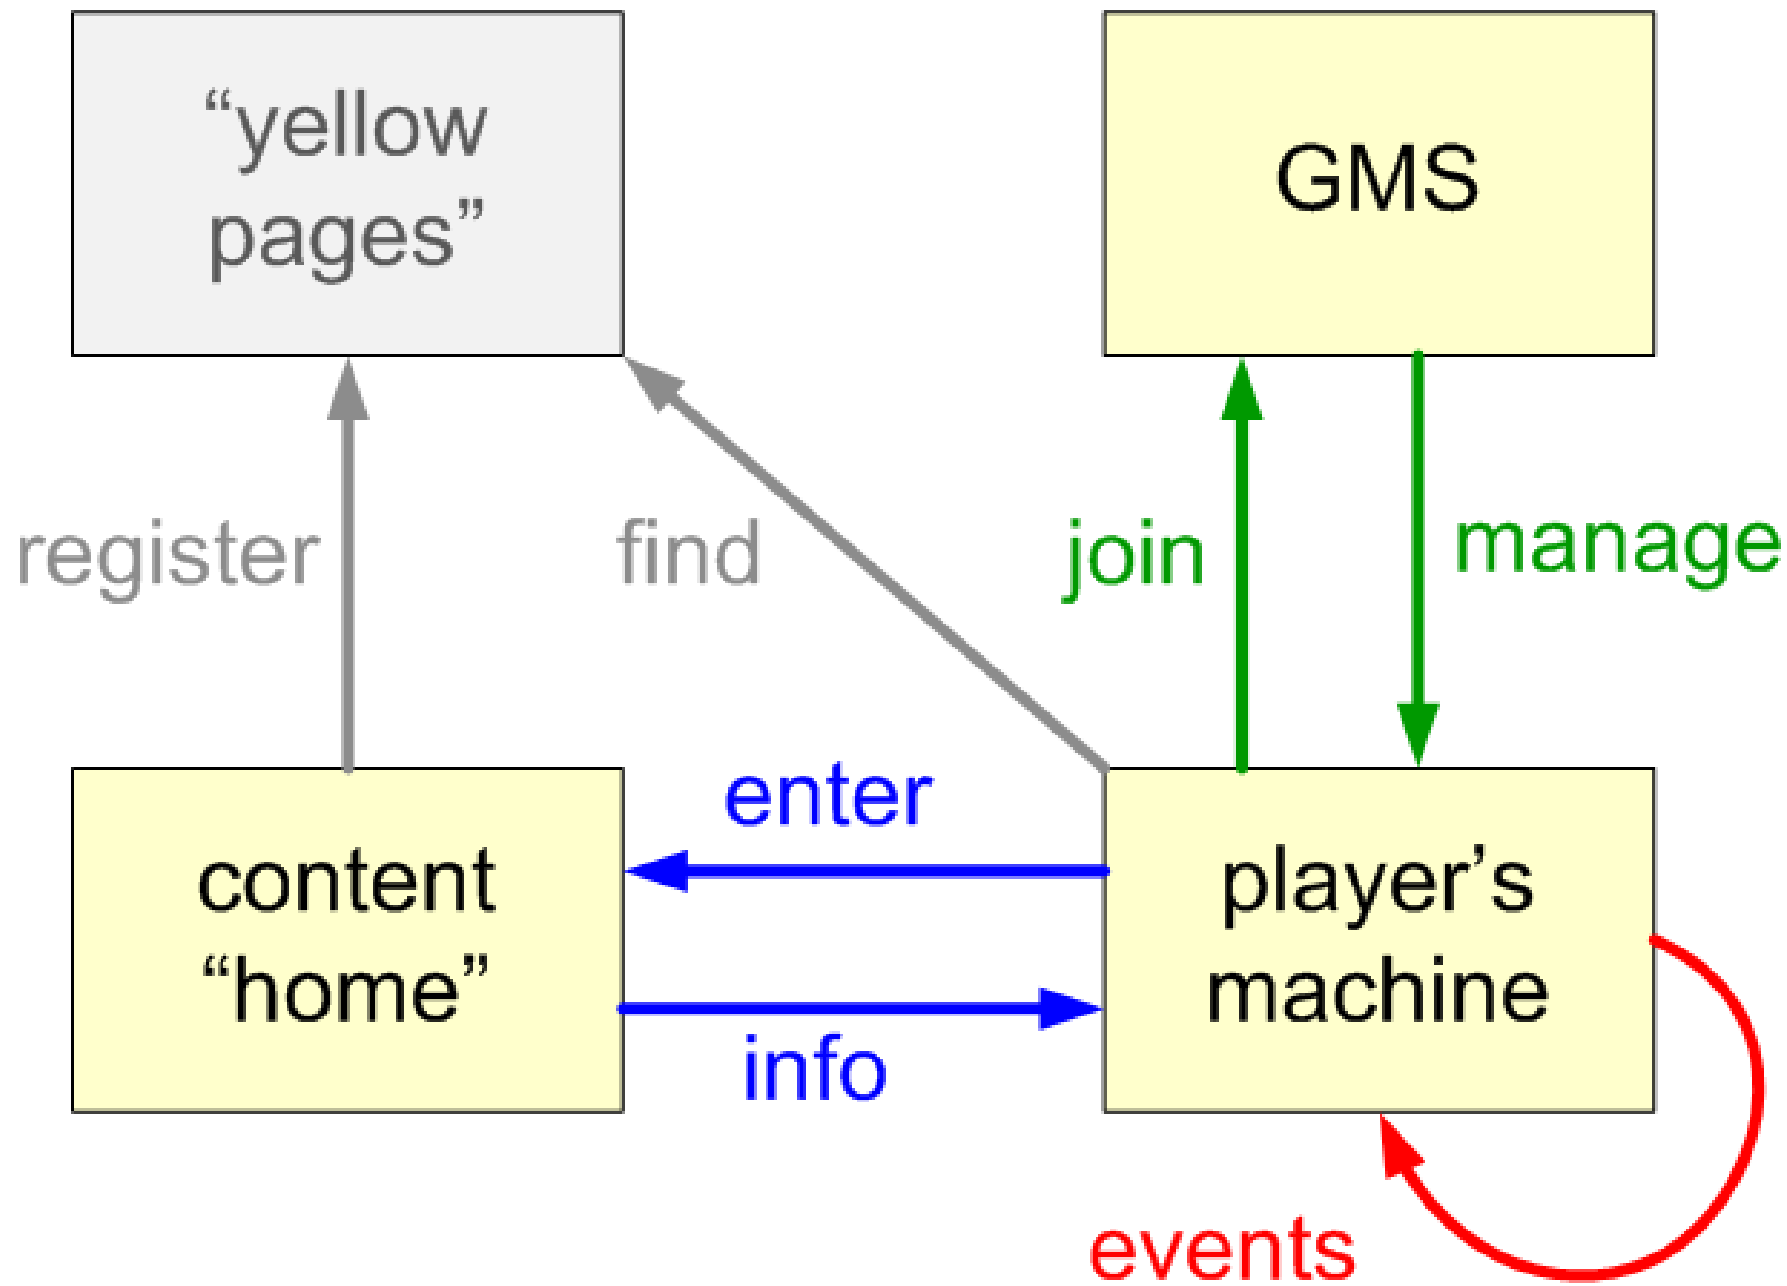 “yellow
pages”
GMS
register
find
join
manage
enter
content
“home”
player’s
machine
info
events